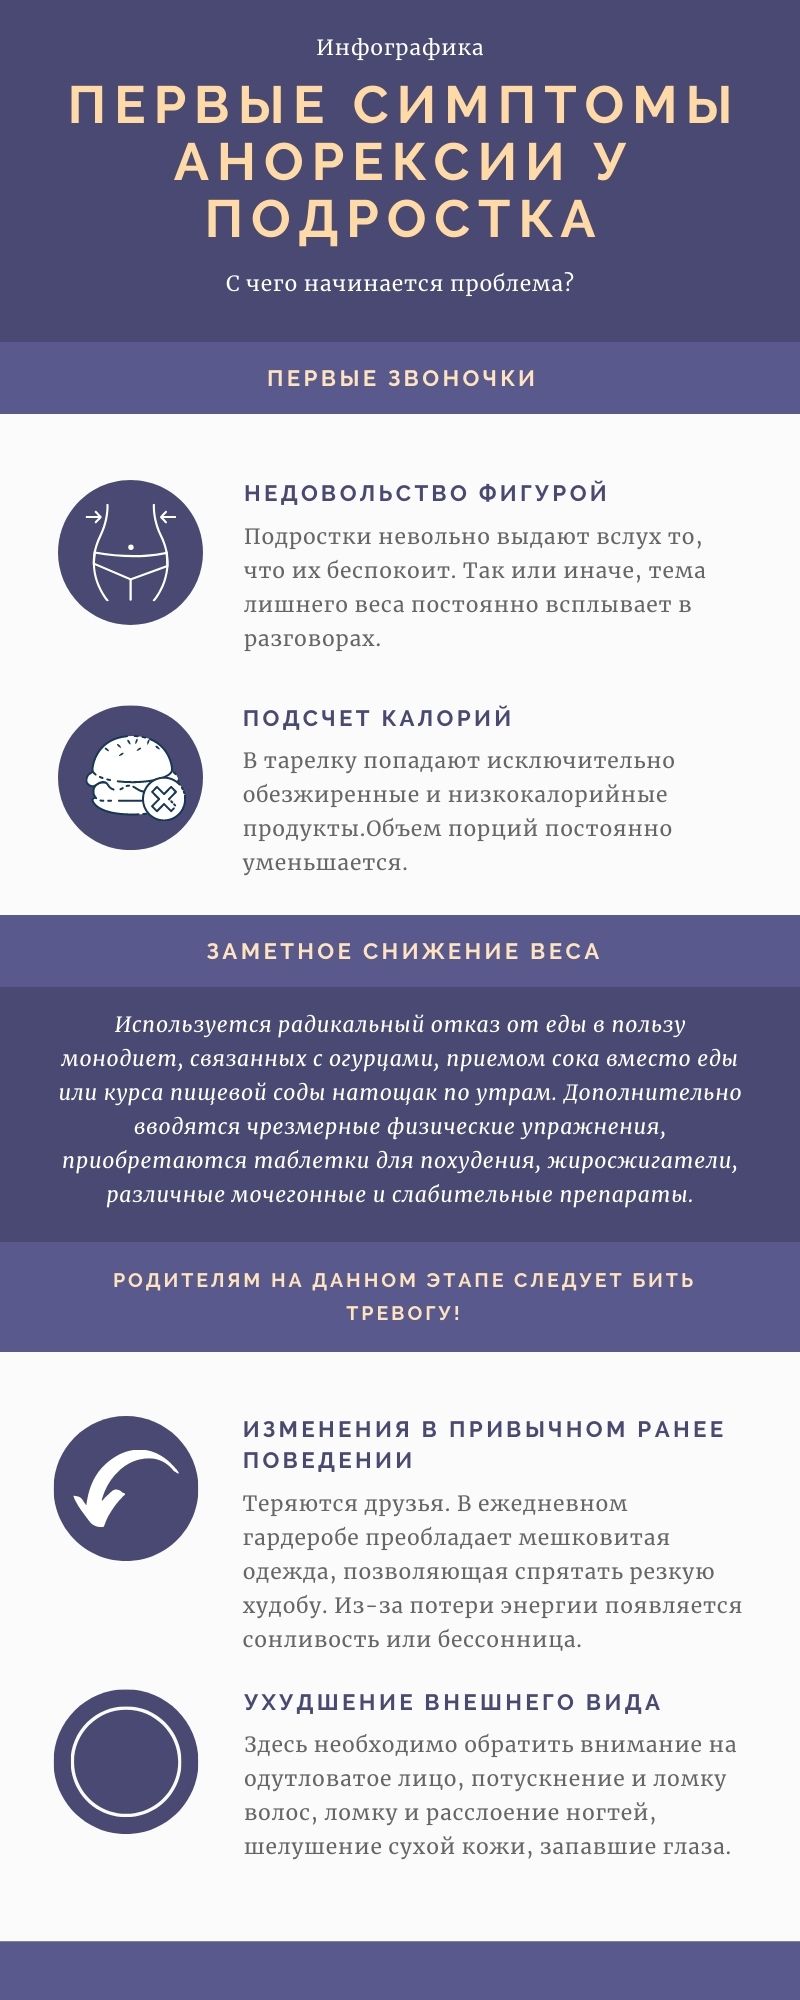 Инфографика
ПЕРВЫЕ СИМПТОМЫ
АНОРЕКСИИ У
ПОДРОСТКА
С чего начинается проблема?
ПЕРВЫЕ ЗВОНОЧКИ
НЕДОВОЛЬСТВО ФИГУРОЙ
Подростки невольно выдают вслух то,
что их беспокоит. Так или иначе, тема
лишнего веса постоянно всплывает в
разговорах.
ПОДСЧЕТ КАЛОРИЙ
В тарелку попадают исключительно
обезжиренные и низкокалорийные
продукты.Объем порций постоянно
уменьшается.
ЗАМЕТНОЕ СНИЖЕНИЕ ВЕСА
Используется радикальный отказ от еды в пользу
монодиет, связанных с огурцами, приемом сока вместо еды
или курса пищевой соды натощак по утрам. Дополнительно
вводятся чрезмерные физические упражнения,
приобретаются таблетки для похудения, жиросжигатели,
различные мочегонные и слабительные препараты.
РОДИТЕЛЯМ НА ДАННОМ ЭТАПЕ СЛЕДУЕТ БИТЬ
ТРЕВОГУ!
ИЗМЕНЕНИЯ В ПРИВЫЧНОМ РАНЕЕ
ПОВЕДЕНИИ
Теряются друзья. В ежедневном
гардеробе преобладает мешковитая
одежда, позволяющая спрятать резкую
худобу. Из-за потери энергии появляется
сонливость или бессонница.
УХУДШЕНИЕ ВНЕШНЕГО ВИДА
Здесь необходимо обратить внимание на
одутловатое лицо, потускнение и ломку
волос, ломку и расслоение ногтей,
шелушение сухой кожи, запавшие глаза.